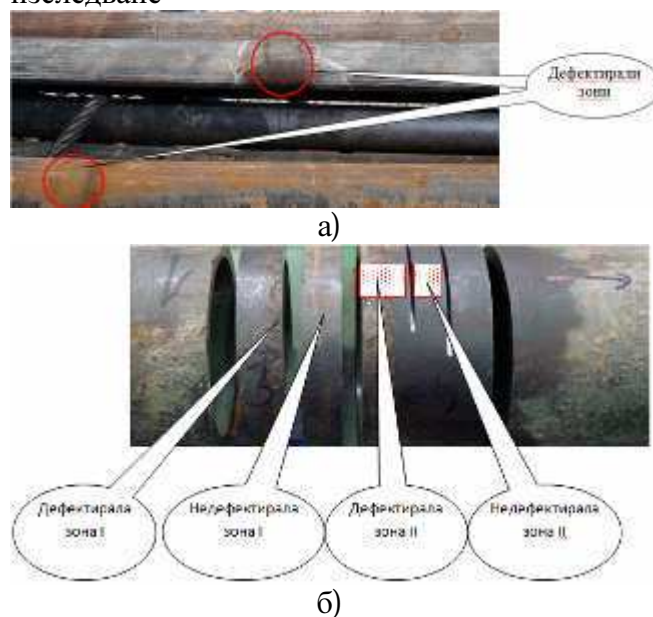 изследване
Дефектирали
зони
а)
Дефектирала
зона I
Недефектирала
зона I
Дефектирала
зона II
Недефектирала
зона II
б)